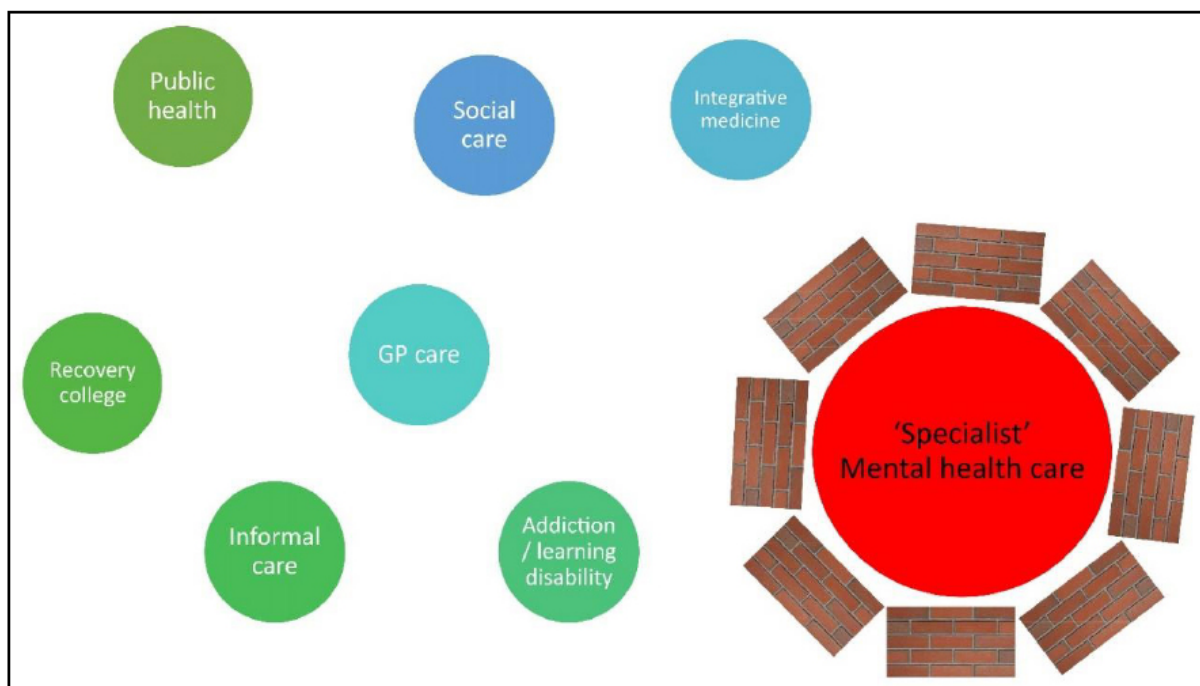 Public
health
Social
care
Integrative
medicine
Recovery
college
GP care
‘Specialist’
Mental health care
Informal
care
Addiction
/ learning
disability